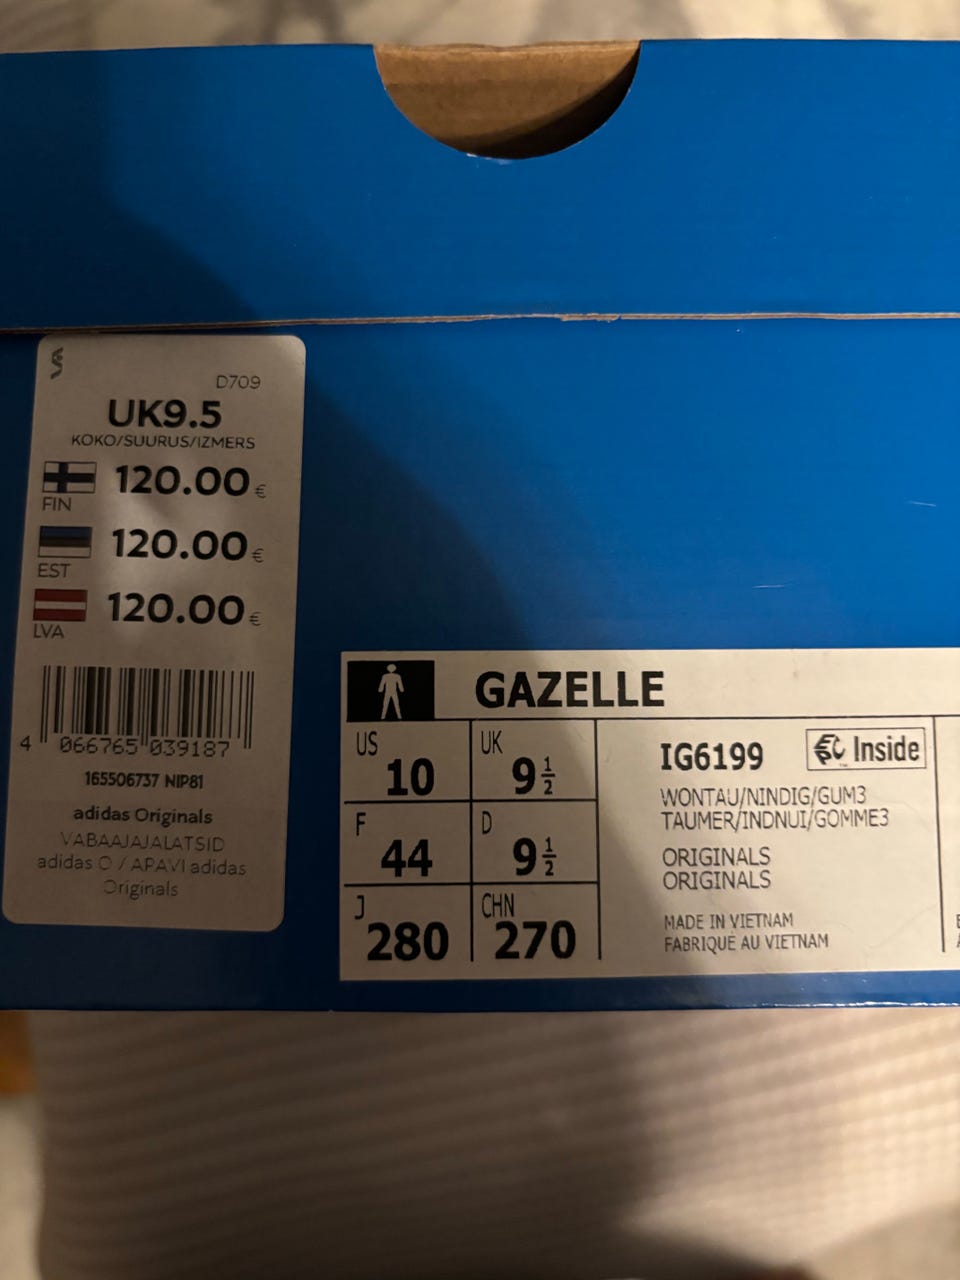 D709
UK9.5
KOKO/SUURUS/IZMERS
120.00 €
FIN
120.00 €
EST
120.00 €
LVA
4 066765 039187
165506737 NIP81
adidas Originals
VABAAJAJALATSID
adidas O / APAVI adidas
Originals
GAZELLE
US 10
UK 9 1/2
F 44
D 9 1/2
J 280
CHN 270
IG6199
Inside
WONTAU/NINDIG/GUM3
TAUMER/INDNUI/GOMME3
ORIGINALS
ORIGINALS
MADE IN VIETNAM
FABRIQUÉ AU VIETNAM